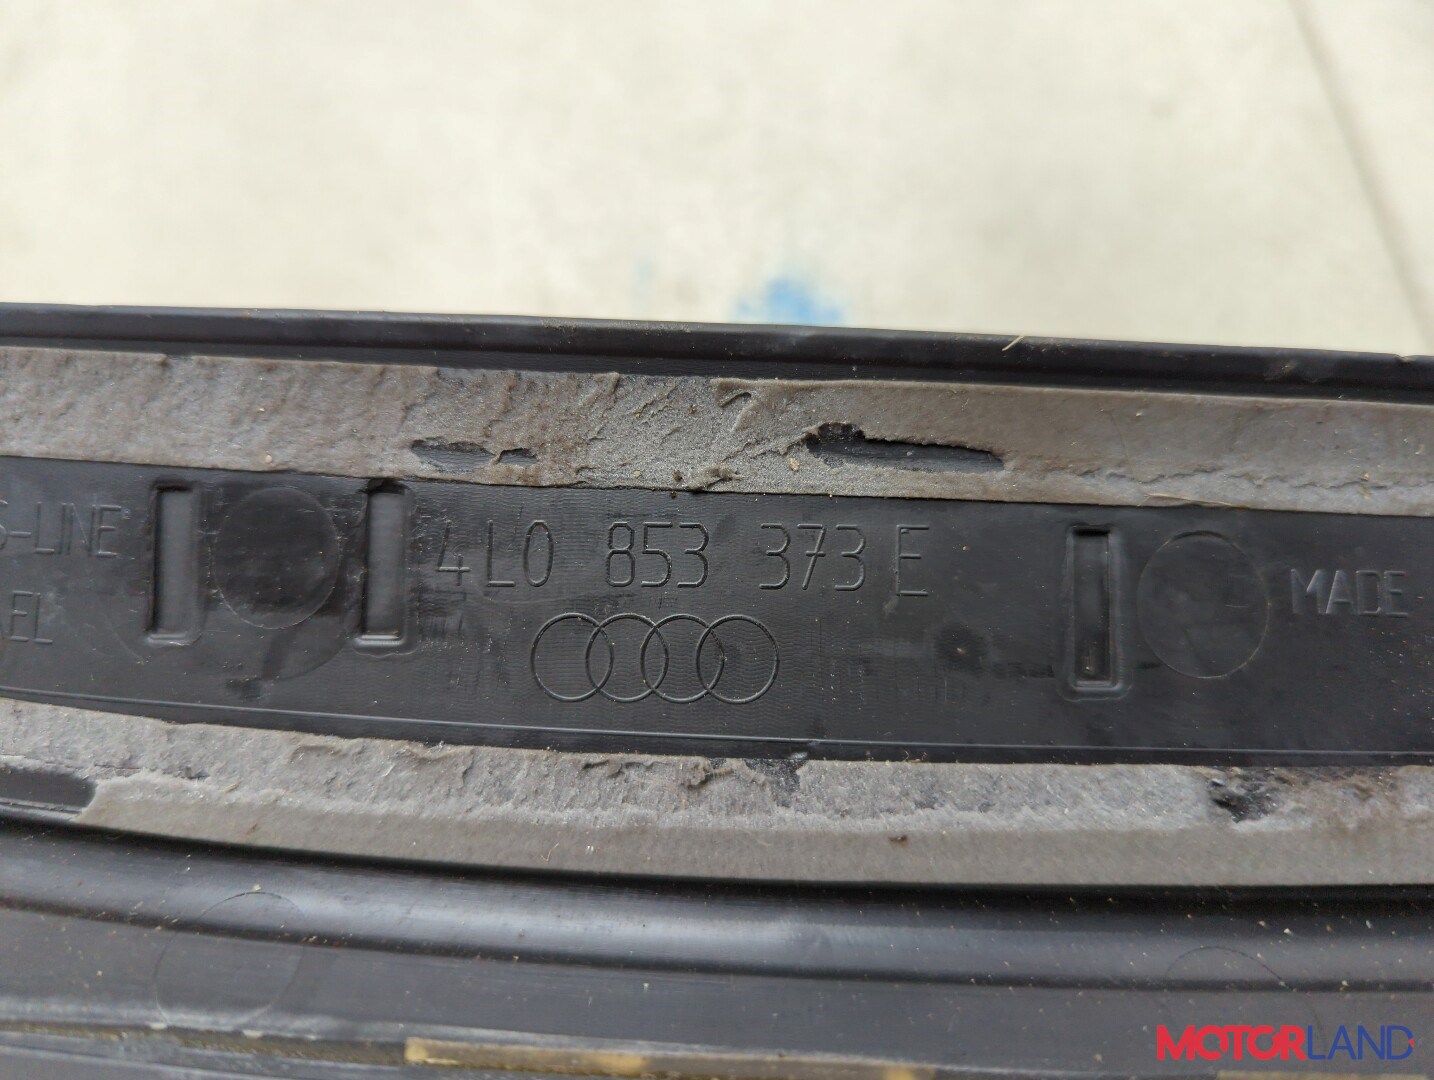 S-LINE
EL
4L0 853 373 E
MADE
MOTORLAND